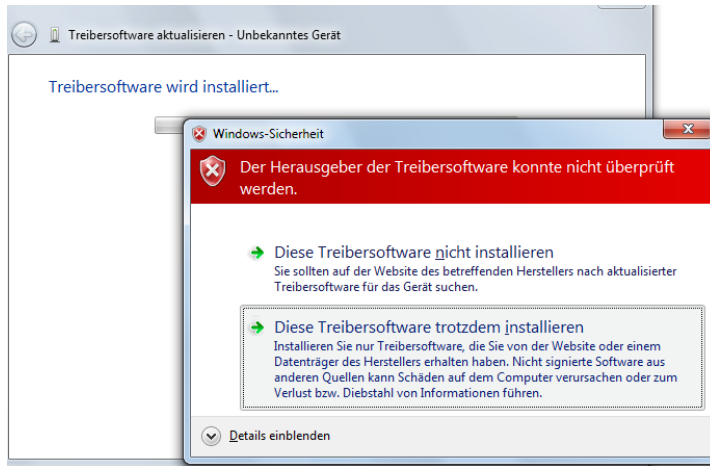 Treibersoftware aktualisieren - Unbekanntes Gerät
Treibersoftware wird installiert...
Windows-Sicherheit
Der Herausgeber der Treibersoftware konnte nicht überprüft
werden.
Diese Treibersoftware nicht installieren
Sie sollten auf der Website des betreffenden Herstellers nach aktualisierter
Treibersoftware für das Gerät suchen.
Diese Treibersoftware trotzdem installieren
Installieren Sie nur Treibersoftware, die Sie von der Website oder einem
Datenträger des Herstellers erhalten haben. Nicht signierte Software aus
anderen Quellen kann Schäden auf dem Computer verursachen oder zum
Verlust bzw. Diebstahl von Informationen führen.
Details einblenden